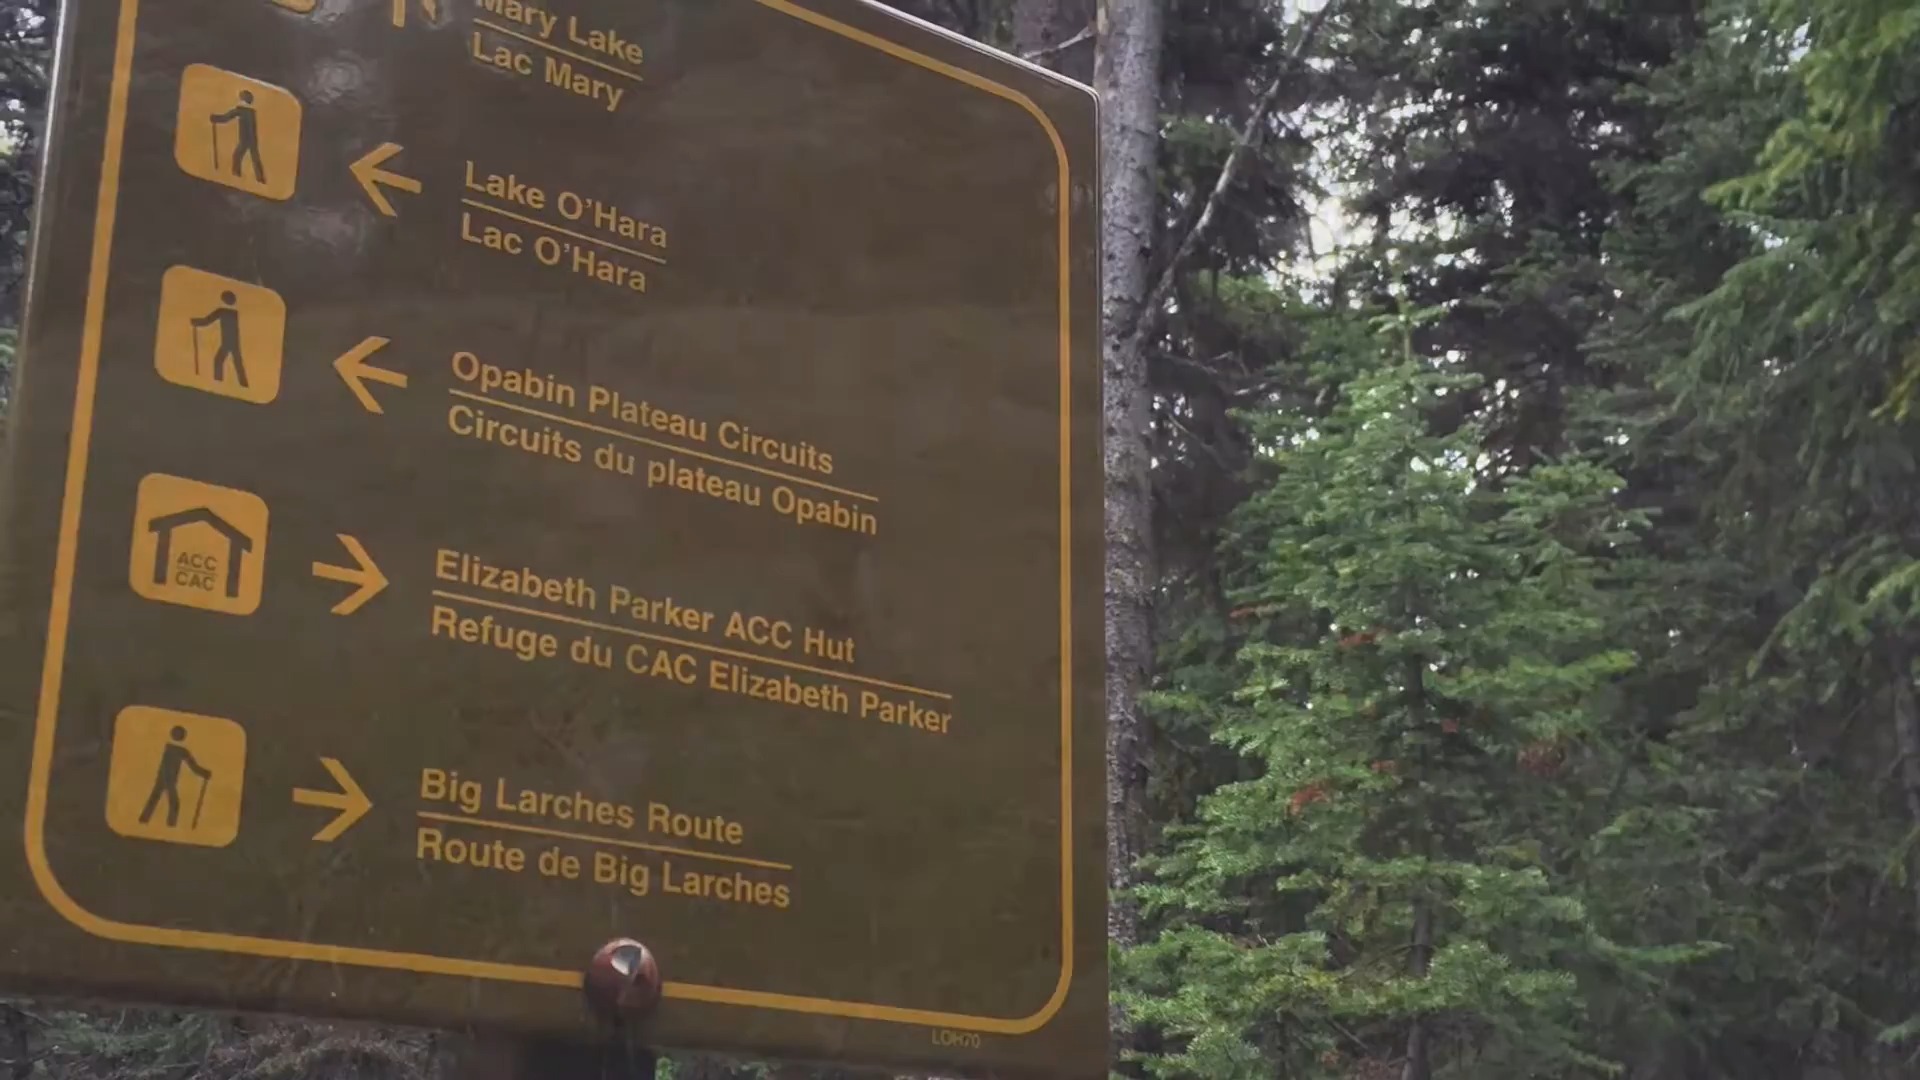 Mary Lake
Lac Mary
Lake O'Hara
Lac O'Hara
Opabin Plateau Circuits
Circuits du plateau Opabin
ACC
CAC
Elizabeth Parker ACC Hut
Refuge du CAC Elizabeth Parker
Big Larches Route
Route de Big Larches
LOH70